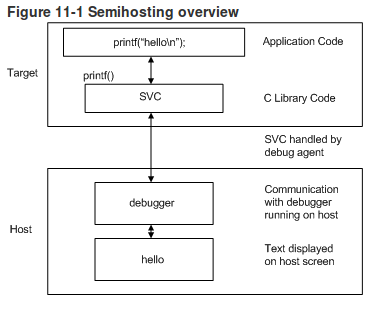 Figure 11-1 Semihosting overview
printf(“hello\n”);
Application Code
Target
printf()
SVC
C Library Code
SVC handled by
debug agent
debugger
Communication
with debugger
running on host
Host
hello
Text displayed
on host screen